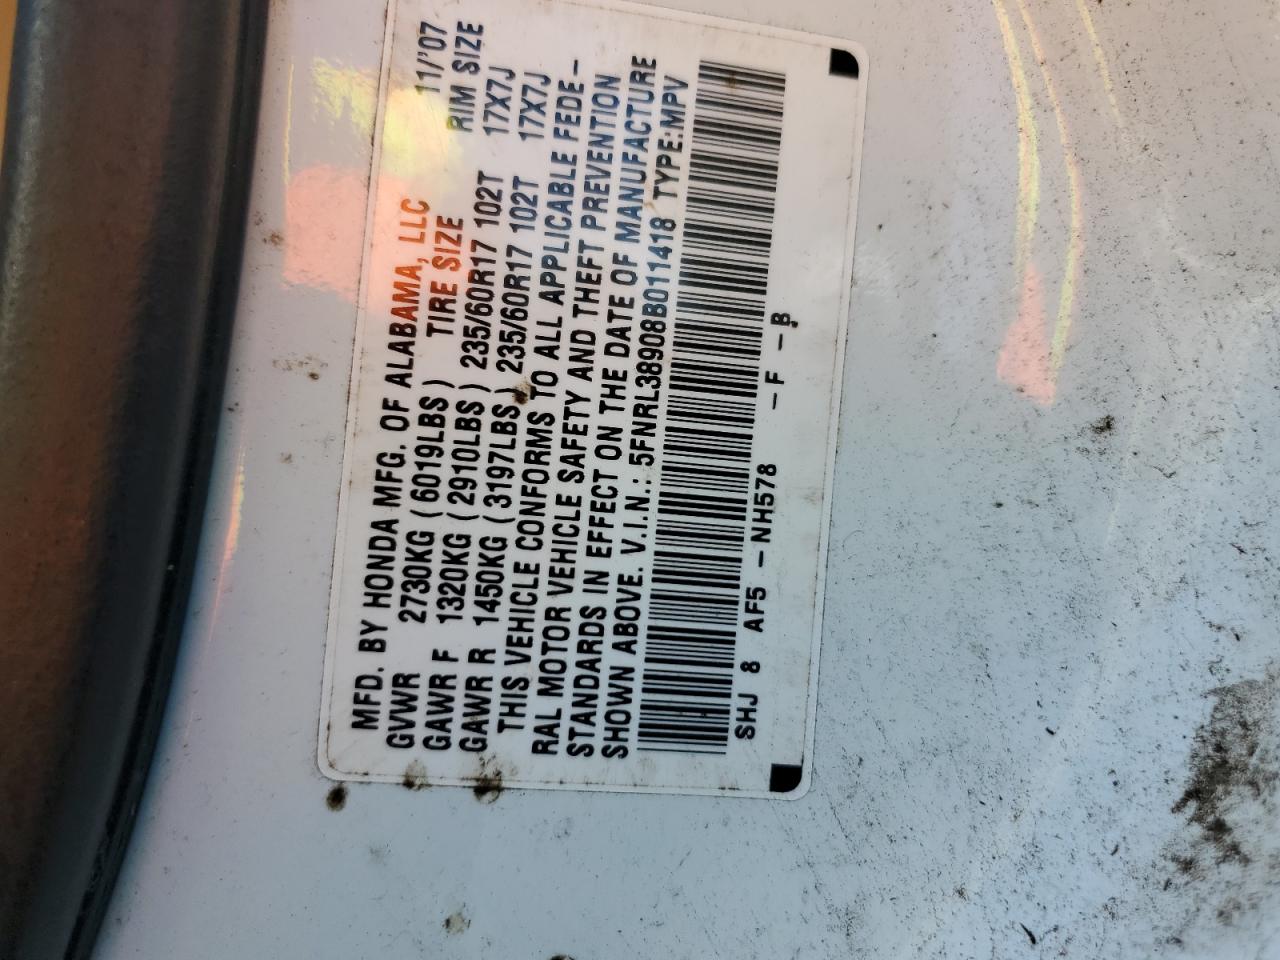 MFD. BY HONDA MFG. OF ALABAMA, LLC 11/'07
GVWR 2730KG (6019LBS) TIRE SIZE RIM SIZE
GAWR F 1320KG (2910LBS) 235/60R17 102T 17X7J
GAWR R 1450KG (3197LBS) 235/60R17 102T 17X7J
THIS VEHICLE CONFORMS TO ALL APPLICABLE FEDE-
RAL MOTOR VEHICLE SAFETY AND THEFT PREVENTION
STANDARDS IN EFFECT ON THE DATE OF MANUFACTURE
SHOWN ABOVE. V.I.N.: 5FNRL38908B011418 TYPE:MPV
SHJ 8 AF5 -NH578 -F -B